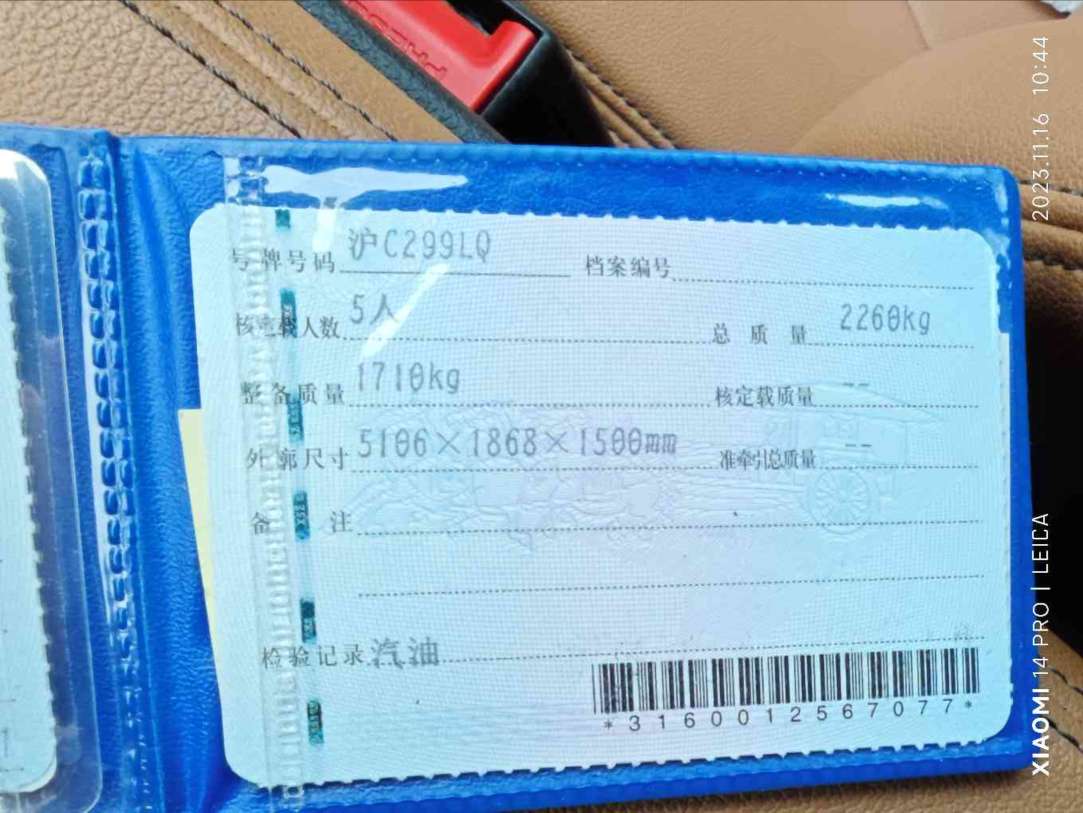 号牌号码 沪C299LQ 档案编号
核定载人数 5人 总质量 2260kg
整备质量 1710kg 核定载质量 --
外廓尺寸 5106×1868×1500mm 准牵引总质量 --
备注
检验记录 汽油
*3160012567077*
2023.11.16 10:44
XIAOMI 14 PRO | LEICA